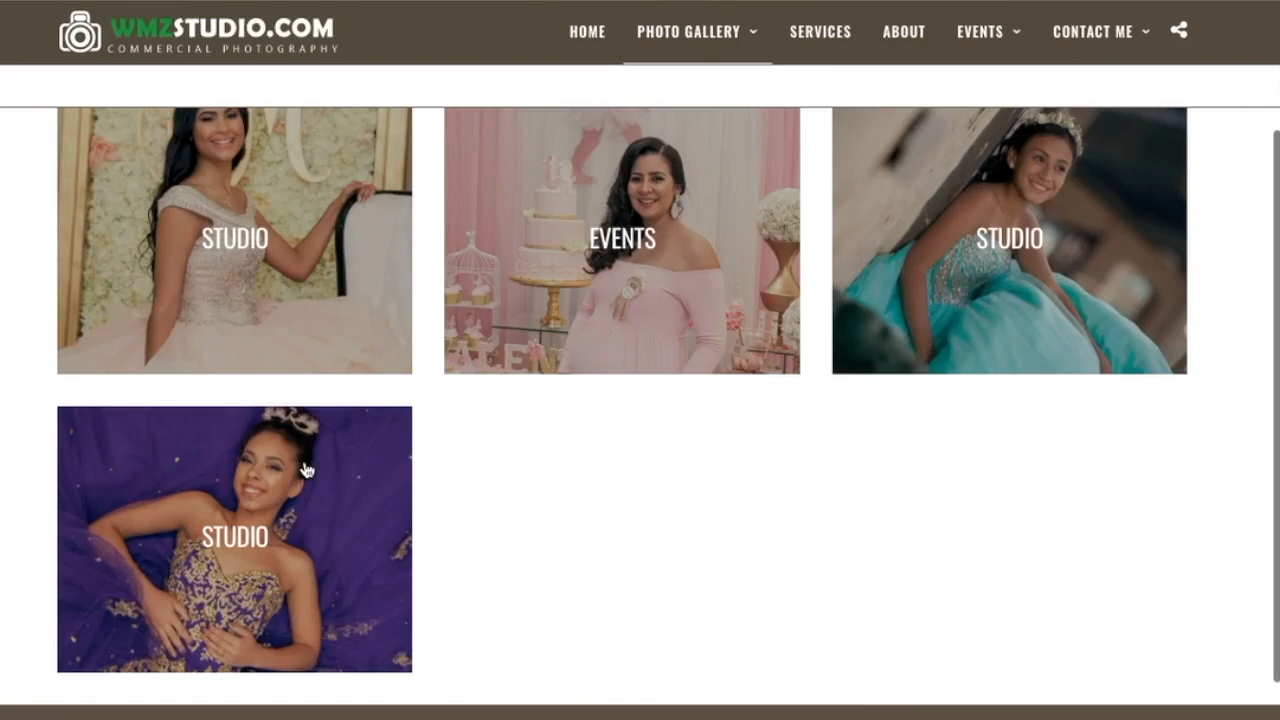 WMZSTUDIO.COM
COMMERCIAL PHOTOGRAPHY
HOME PHOTO GALLERY SERVICES ABOUT EVENTS CONTACT ME
STUDIO
EVENTS
STUDIO
STUDIO